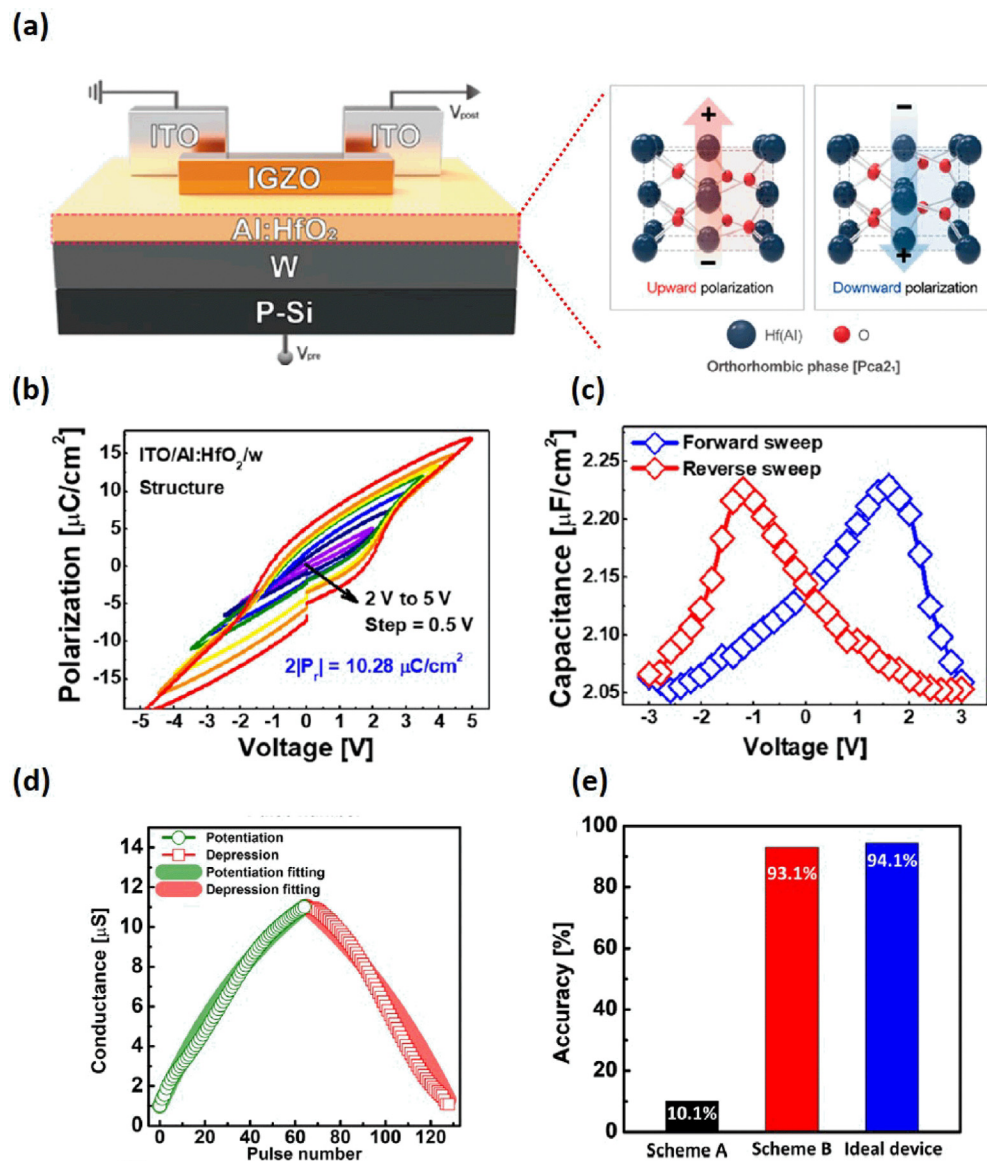 (a)
V_post
ITO
ITO
IGZO
Al:HfO₂
W
P-Si
V_pre
+
−
Upward polarization
−
+
Downward polarization
Hf(Al)
O
Orthorhombic phase [Pca2₁]
(b)
Polarization [μC/cm²]
15
10
5
0
-5
-10
-15
ITO/Al:HfO₂/w
Structure
2 V to 5 V
Step = 0.5 V
2|Pᵣ| = 10.28 μC/cm²
-5 -4 -3 -2 -1 0 1 2 3 4 5
Voltage [V]
(c)
Capacitance [μF/cm²]
2.25
2.20
2.15
2.10
2.05
Forward sweep
Reverse sweep
-3 -2 -1 0 1 2 3
Voltage [V]
(d)
Conductance [μS]
14
12
10
8
6
4
2
0
Potentiation
Depression
Potentiation fitting
Depression fitting
0 20 40 60 80 100 120
Pulse number
(e)
Accuracy [%]
100
80
60
40
20
0
10.1%
93.1%
94.1%
Scheme A Scheme B Ideal device